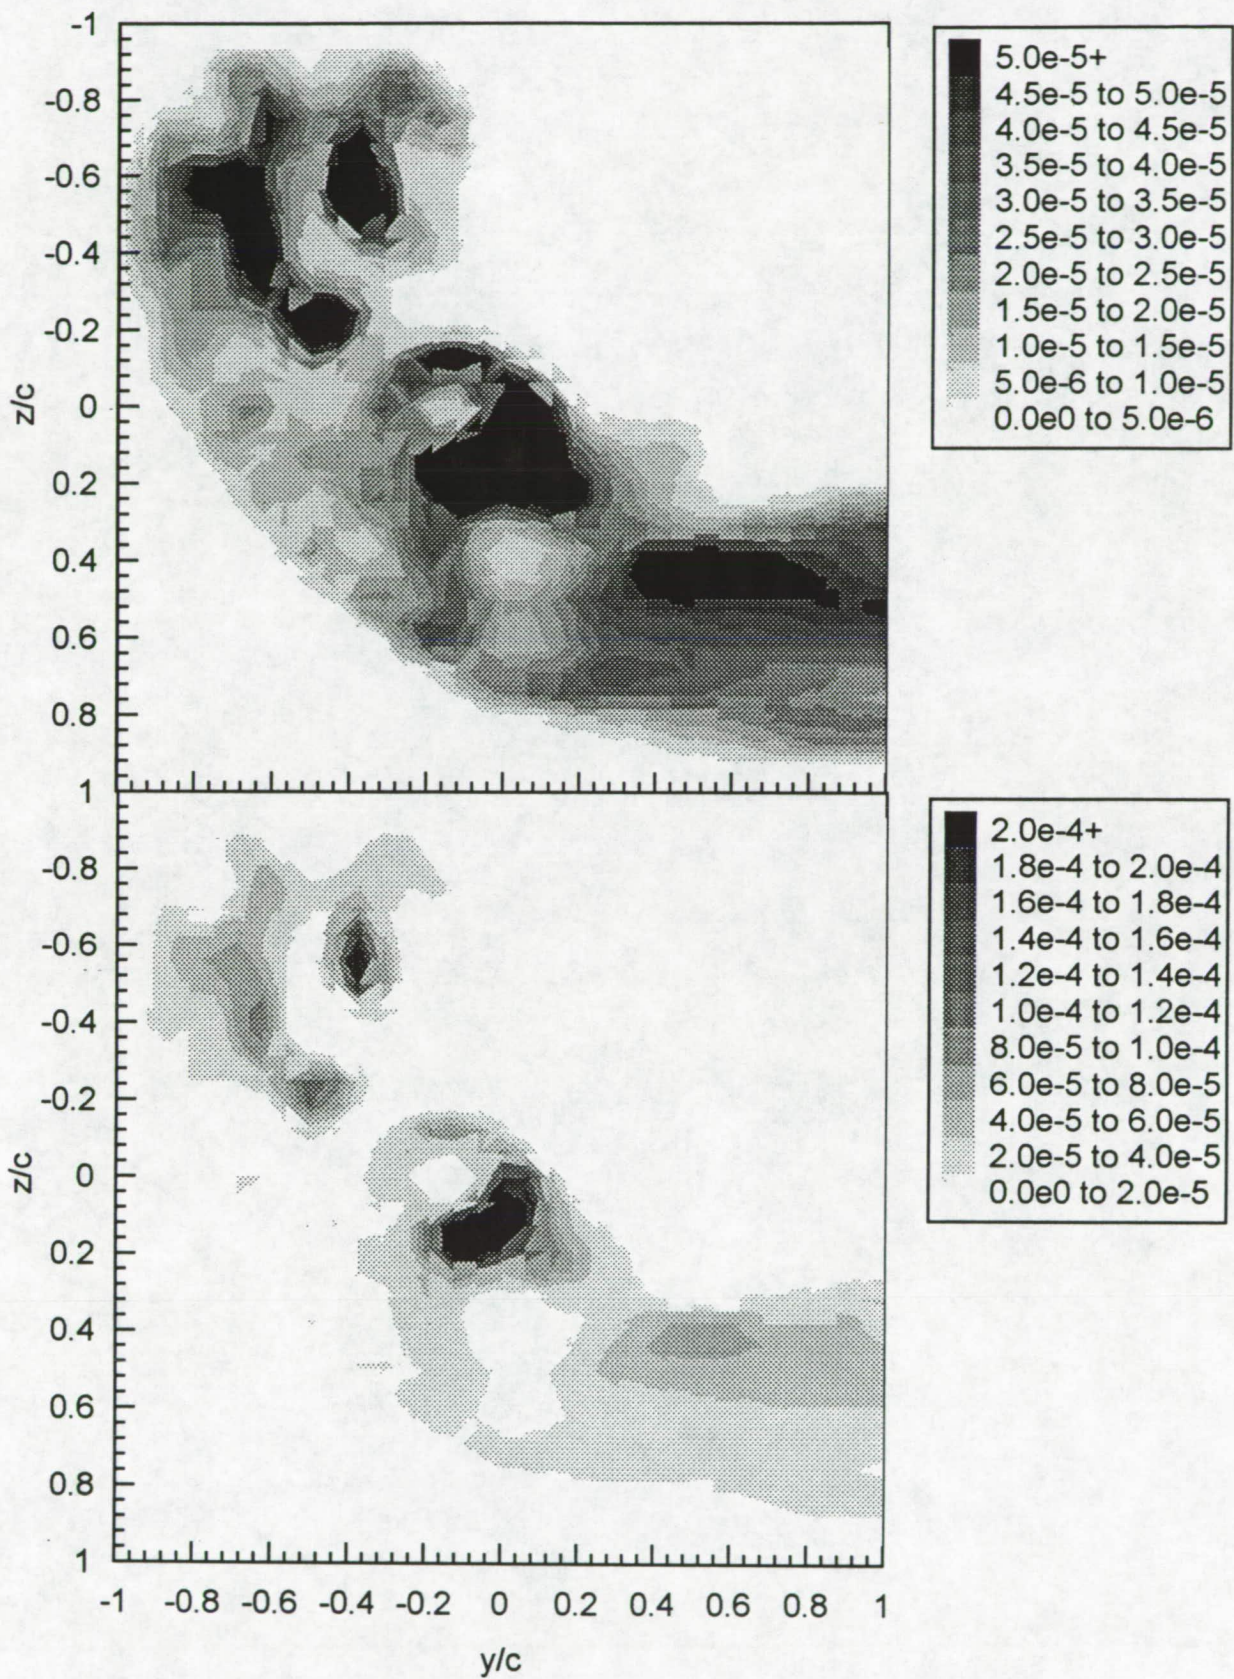 -1
-0.8
-0.6
-0.4
-0.2
0
0.2
0.4
0.6
0.8
1
z/c
5.0e-5+
4.5e-5 to 5.0e-5
4.0e-5 to 4.5e-5
3.5e-5 to 4.0e-5
3.0e-5 to 3.5e-5
2.5e-5 to 3.0e-5
2.0e-5 to 2.5e-5
1.5e-5 to 2.0e-5
1.0e-5 to 1.5e-5
5.0e-6 to 1.0e-5
0.0e0 to 5.0e-6
-0.8
-0.6
-0.4
-0.2
0
0.2
0.4
0.6
0.8
1
z/c
2.0e-4+
1.8e-4 to 2.0e-4
1.6e-4 to 1.8e-4
1.4e-4 to 1.6e-4
1.2e-4 to 1.4e-4
1.0e-4 to 1.2e-4
8.0e-5 to 1.0e-4
6.0e-5 to 8.0e-5
4.0e-5 to 6.0e-5
2.0e-5 to 4.0e-5
0.0e0 to 2.0e-5
-1 -0.8 -0.6 -0.4 -0.2 0 0.2 0.4 0.6 0.8 1
y/c